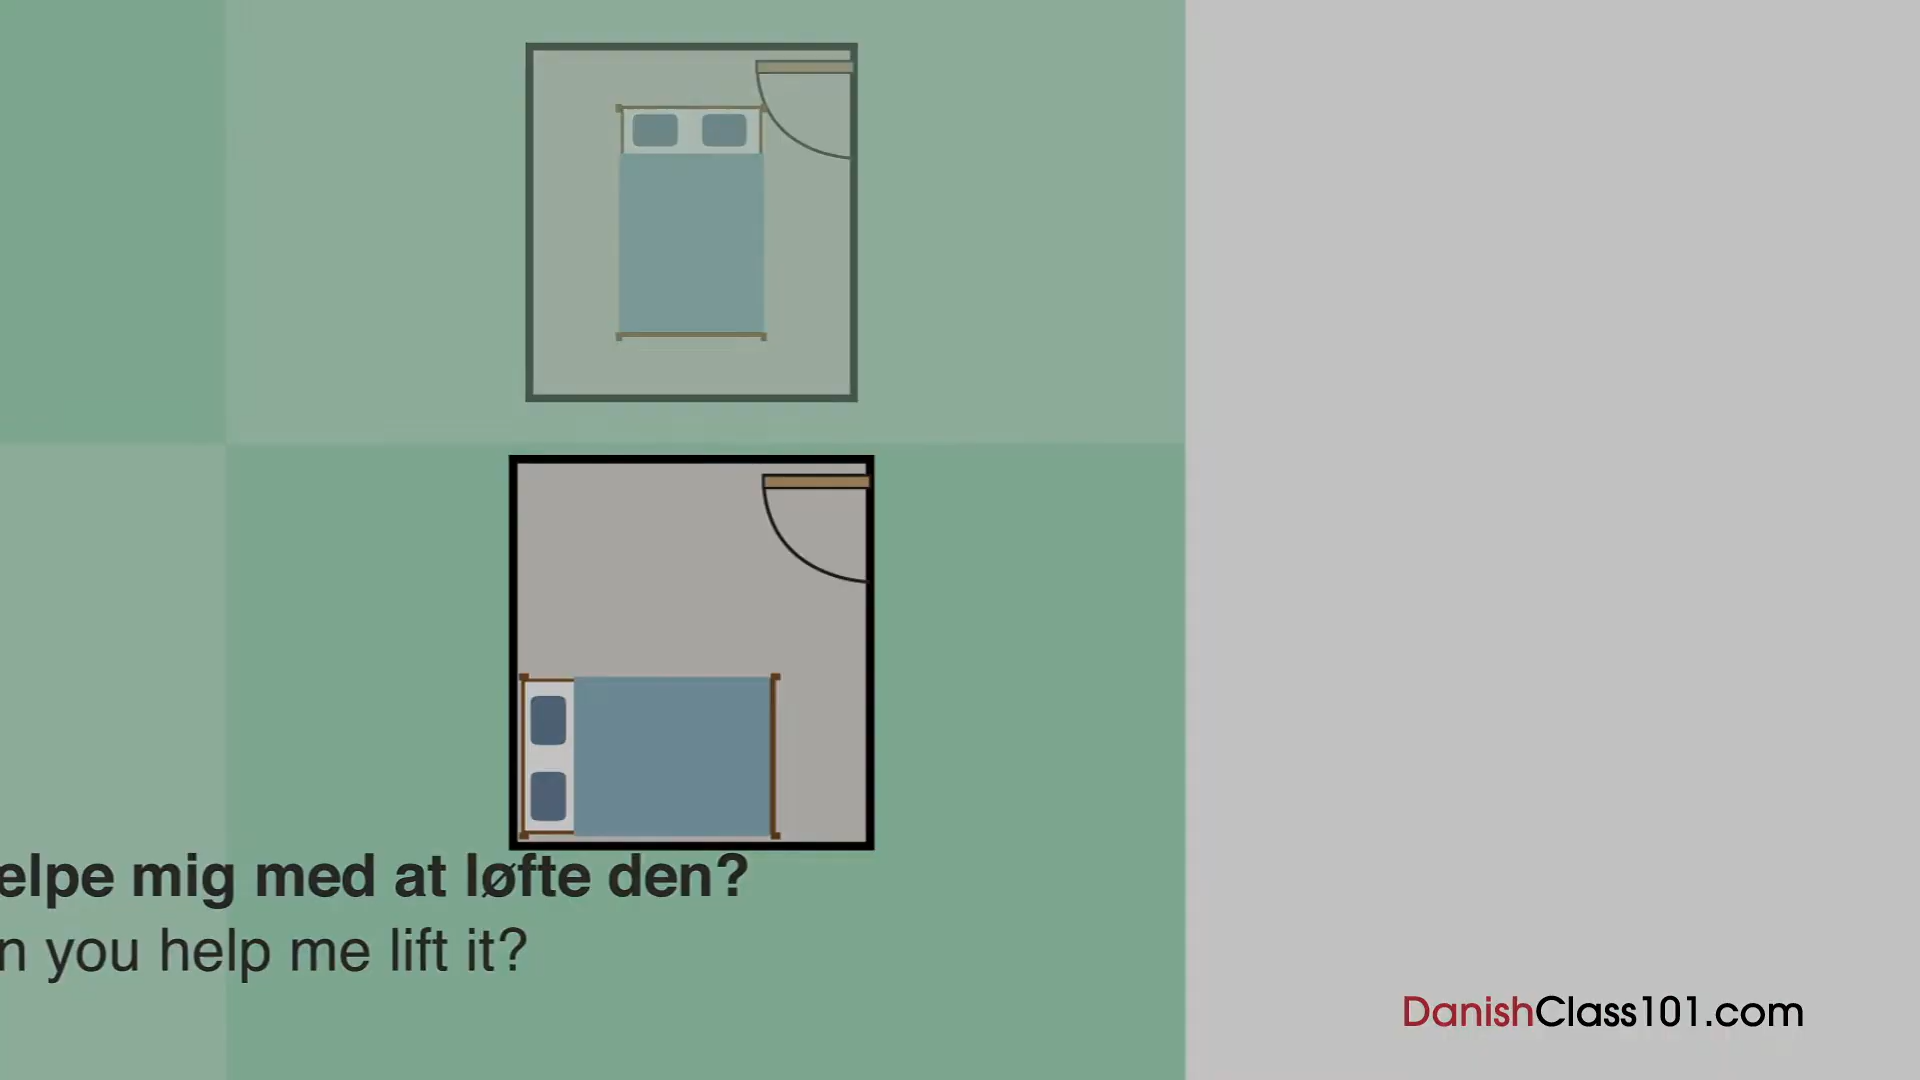 elpe mig med at løfte den?
n you help me lift it?
DanishClass101.com